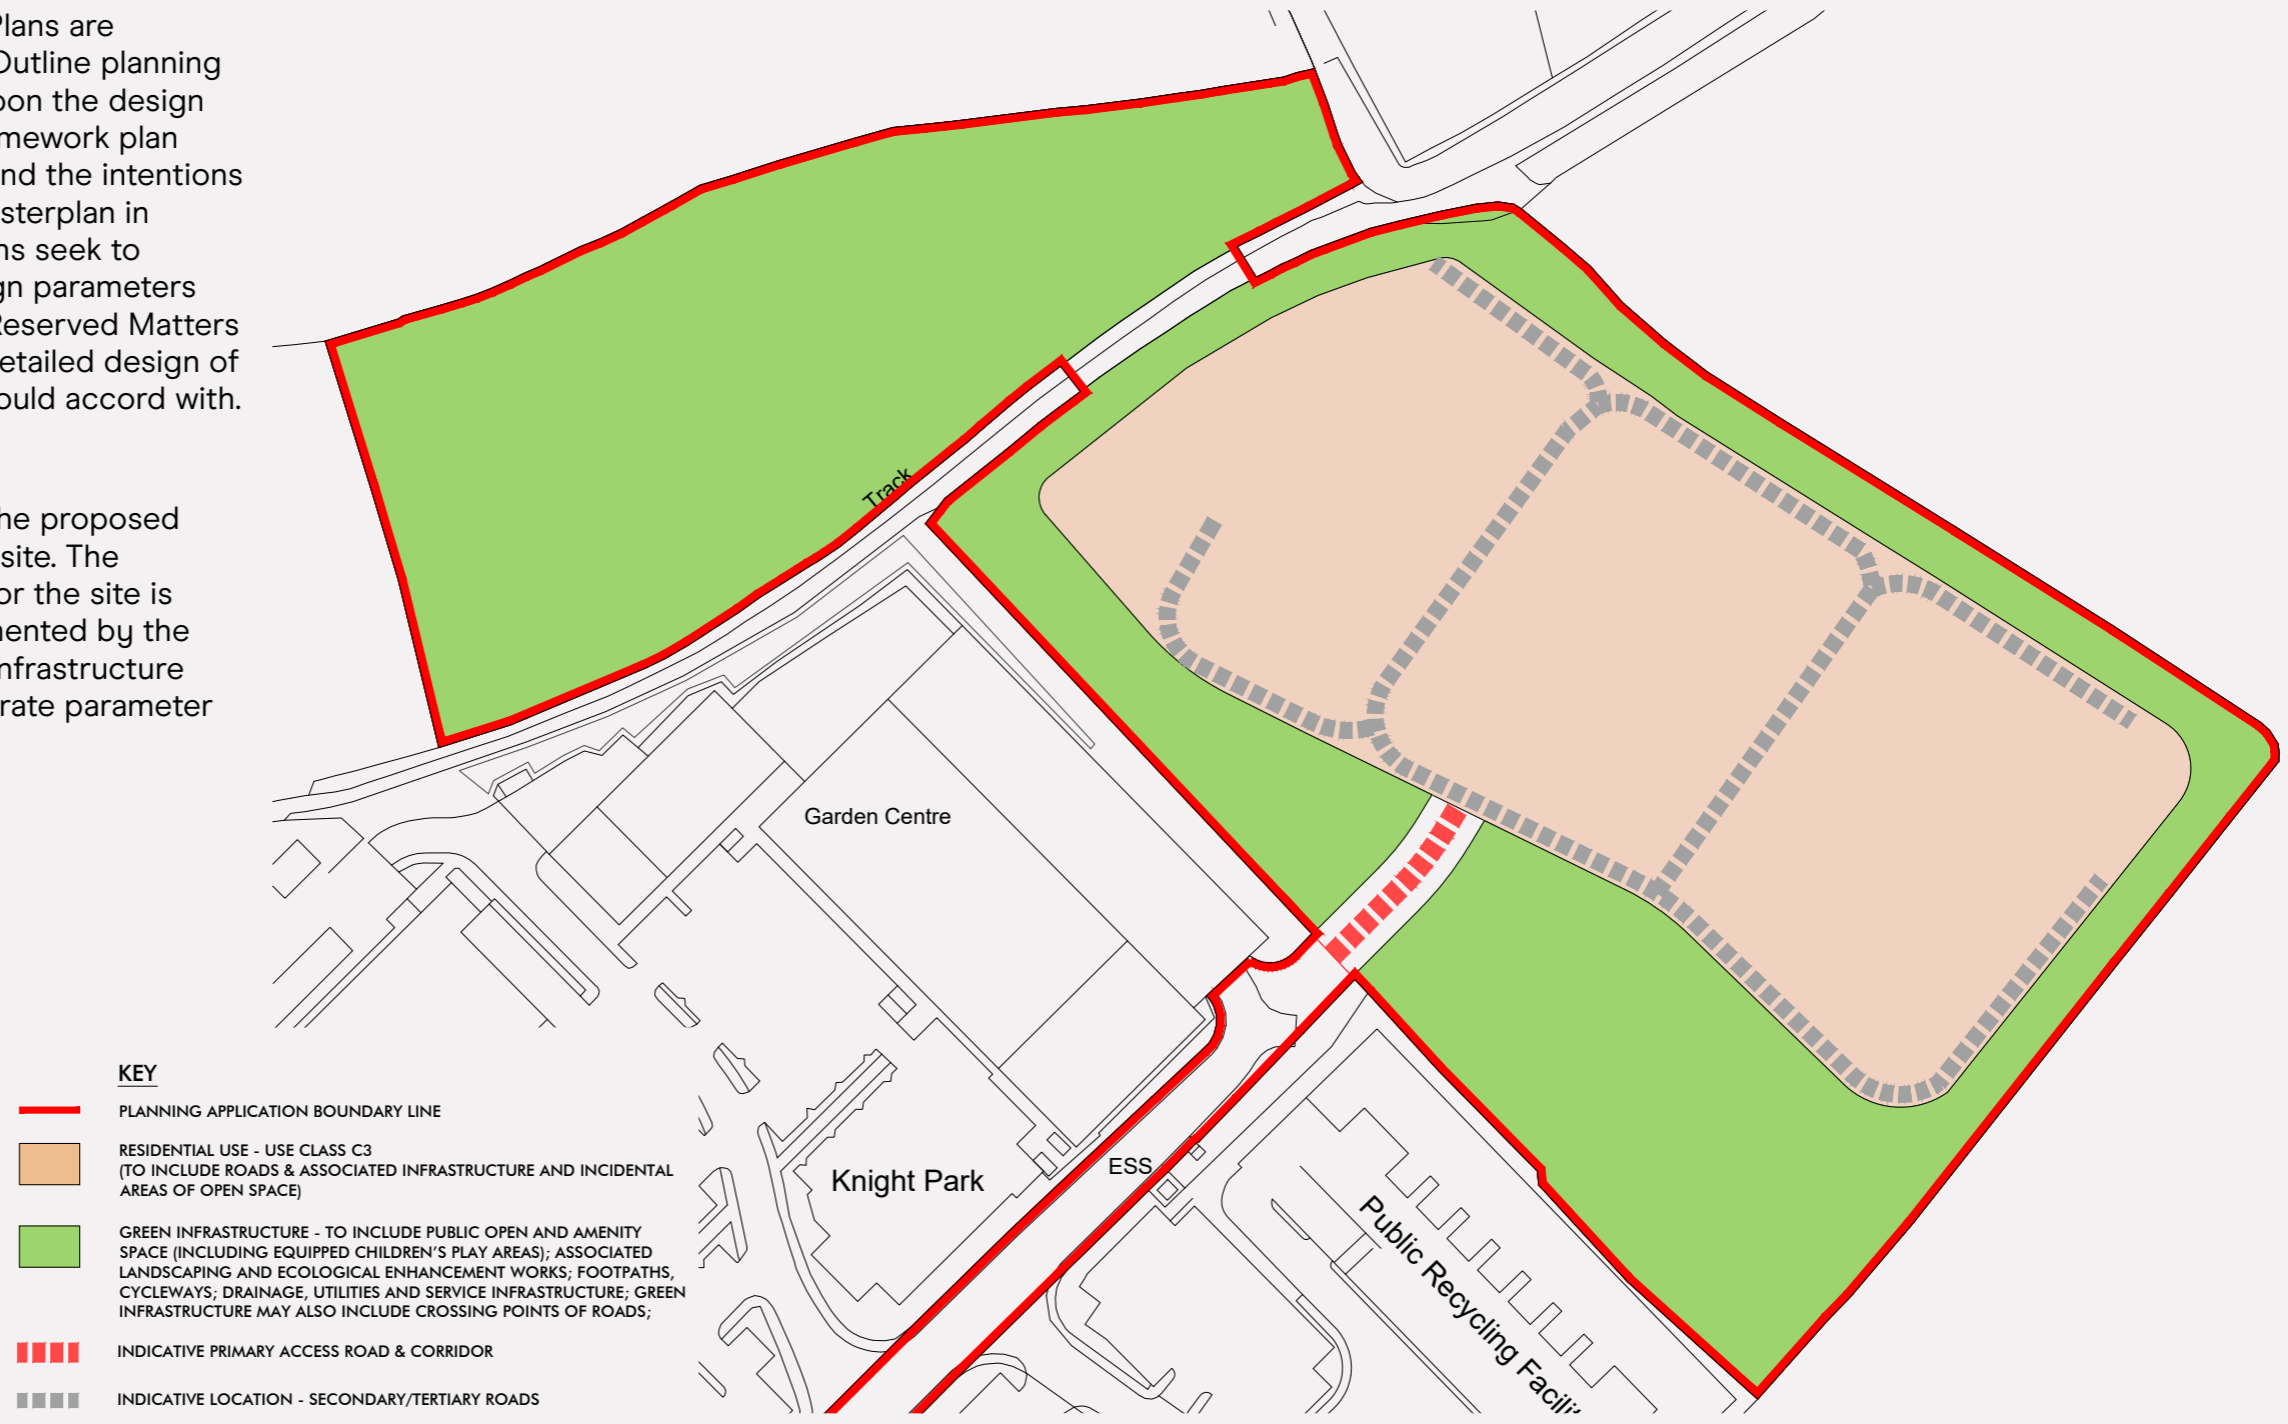 Plans are
Outline planning
pon the design
mework plan
nd the intentions
sterplan in
ns seek to
gn parameters
Reserved Matters
etailed design of
ould accord with.
he proposed
site. The
or the site is
nented by the
nfrastructure
rate parameter
Track
Garden Centre
Knight Park
ESS
Public Recycling Facili
KEY
PLANNING APPLICATION BOUNDARY LINE
RESIDENTIAL USE - USE CLASS C3
(TO INCLUDE ROADS & ASSOCIATED INFRASTRUCTURE AND INCIDENTAL
AREAS OF OPEN SPACE)
GREEN INFRASTRUCTURE - TO INCLUDE PUBLIC OPEN AND AMENITY
SPACE (INCLUDING EQUIPPED CHILDREN'S PLAY AREAS); ASSOCIATED
LANDSCAPING AND ECOLOGICAL ENHANCEMENT WORKS; FOOTPATHS,
CYCLEWAYS; DRAINAGE, UTILITIES AND SERVICE INFRASTRUCTURE; GREEN
INFRASTRUCTURE MAY ALSO INCLUDE CROSSING POINTS OF ROADS;
INDICATIVE PRIMARY ACCESS ROAD & CORRIDOR
INDICATIVE LOCATION - SECONDARY/TERTIARY ROADS